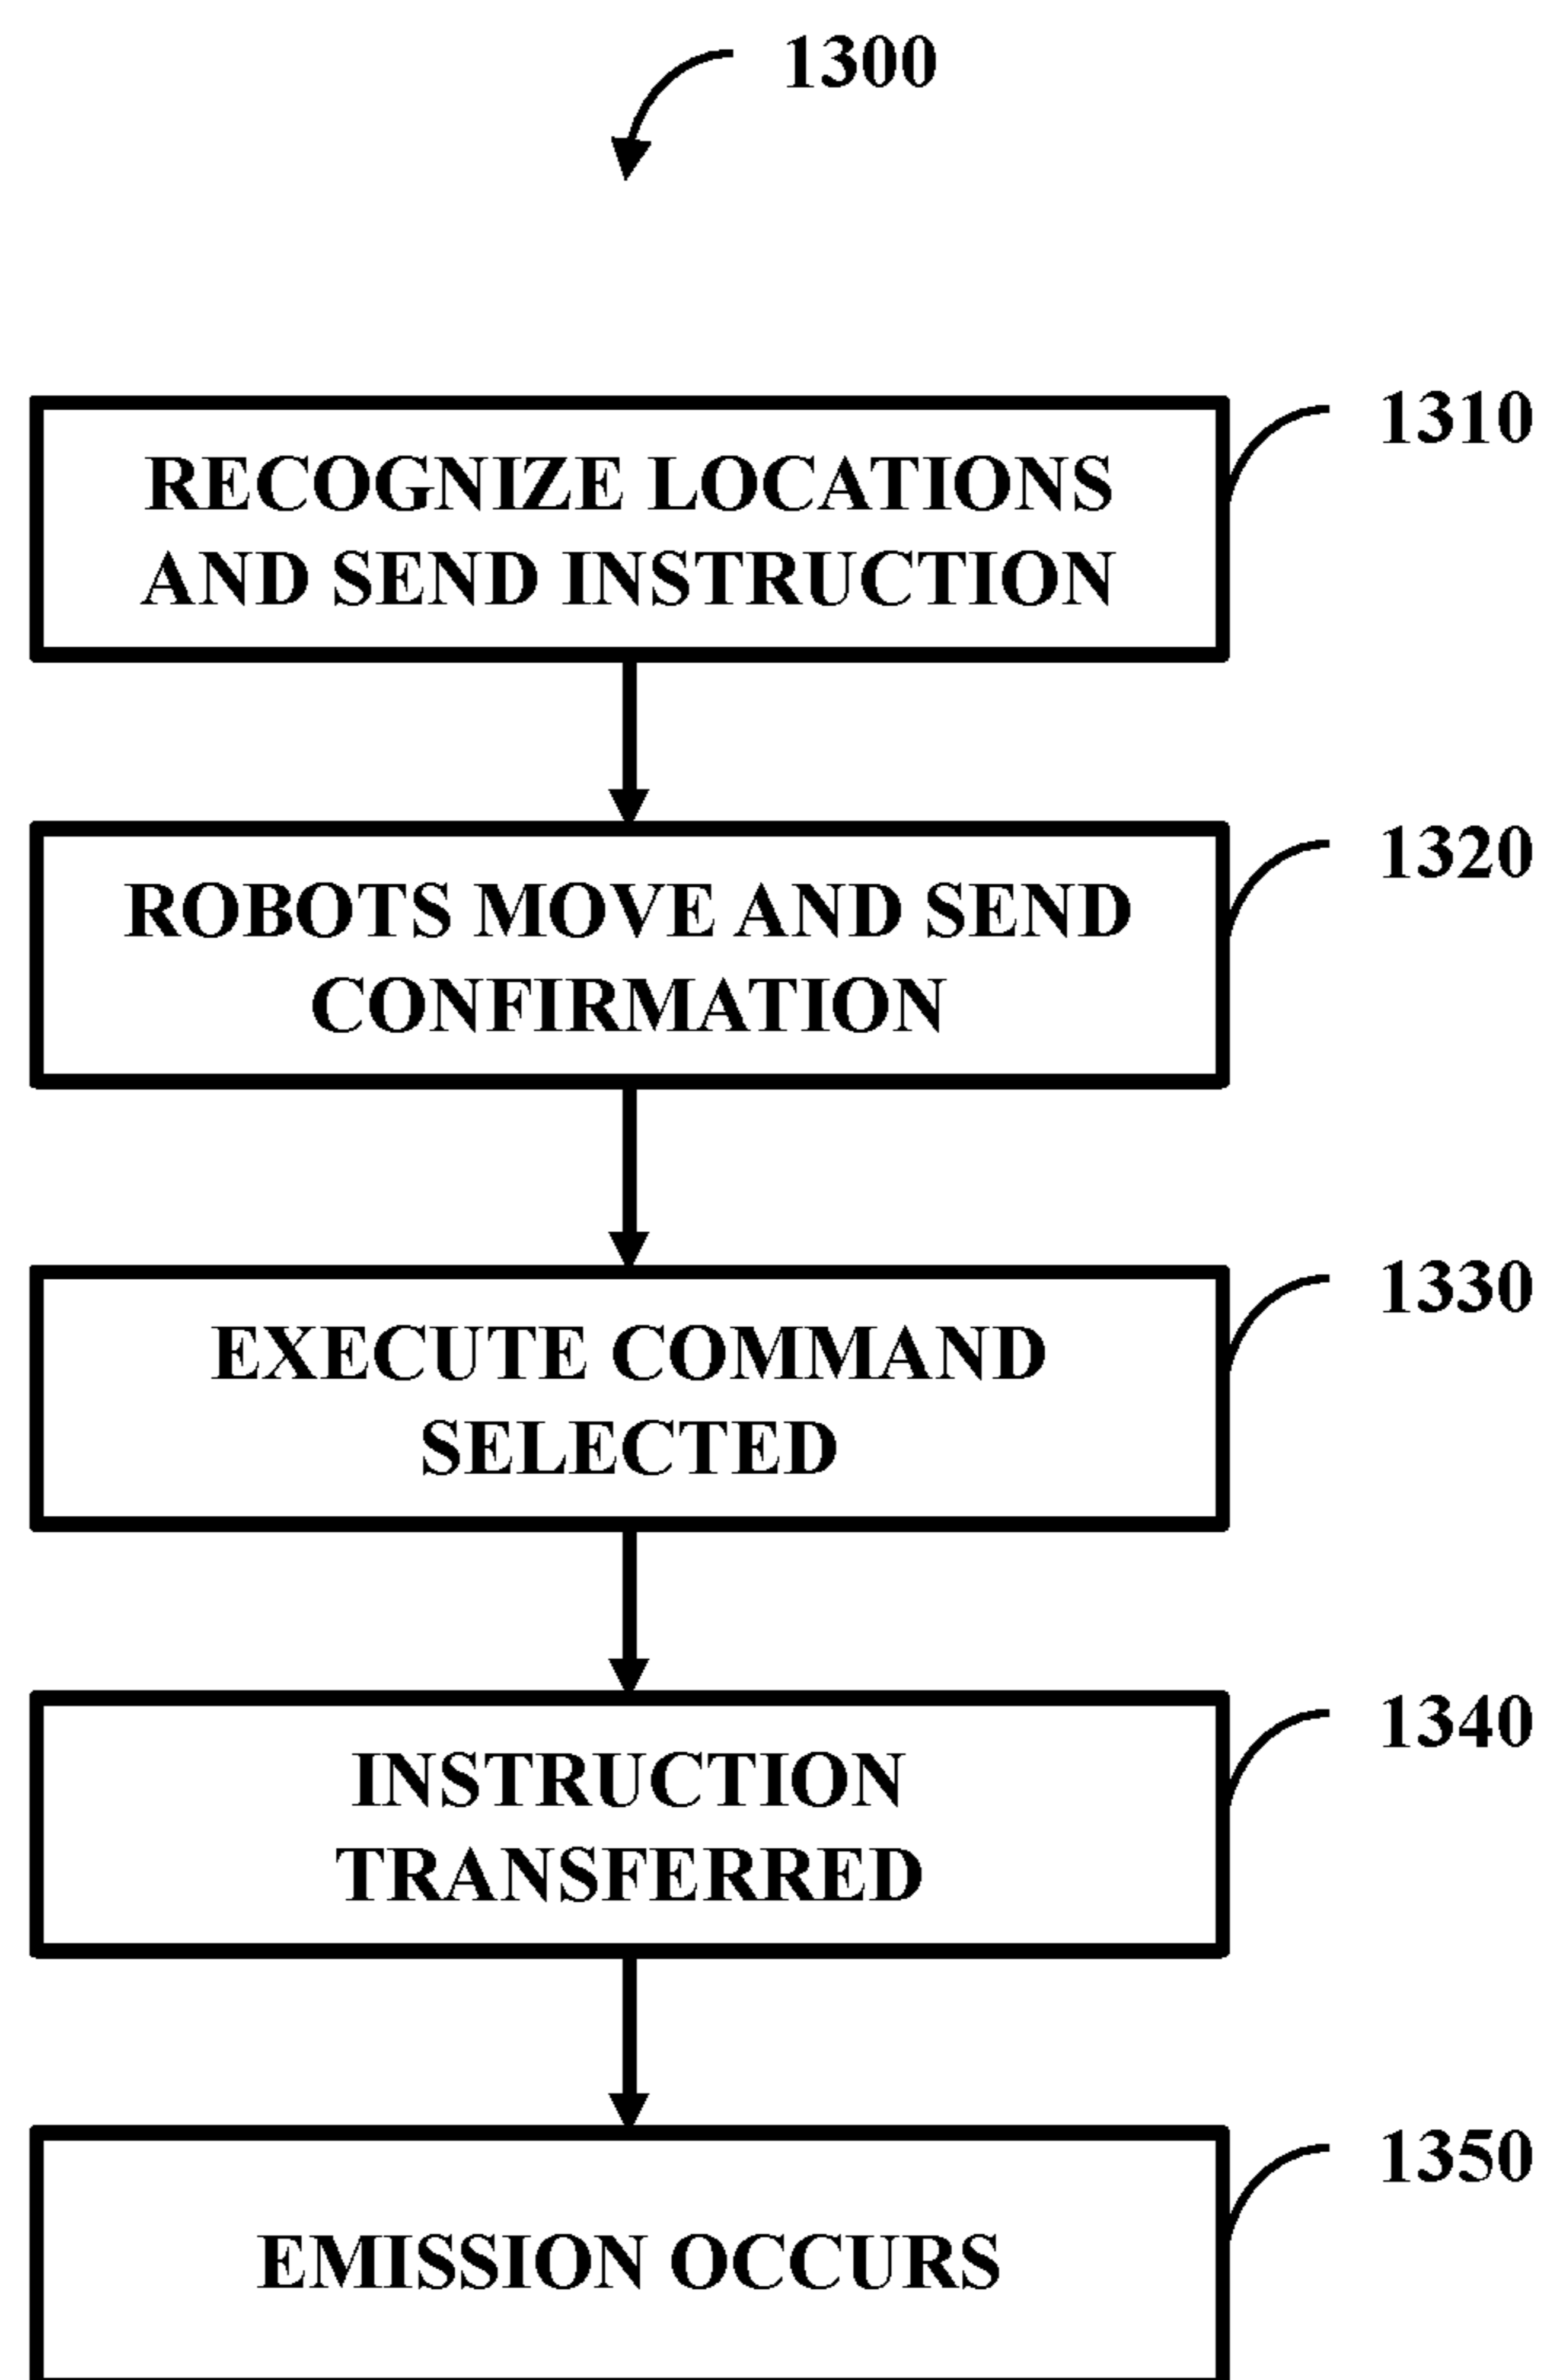 1300
1310
RECOGNIZE LOCATIONS
AND SEND INSTRUCTION
1320
ROBOTS MOVE AND SEND
CONFIRMATION
1330
EXECUTE COMMAND
SELECTED
1340
INSTRUCTION
TRANSFERRED
1350
EMISSION OCCURS